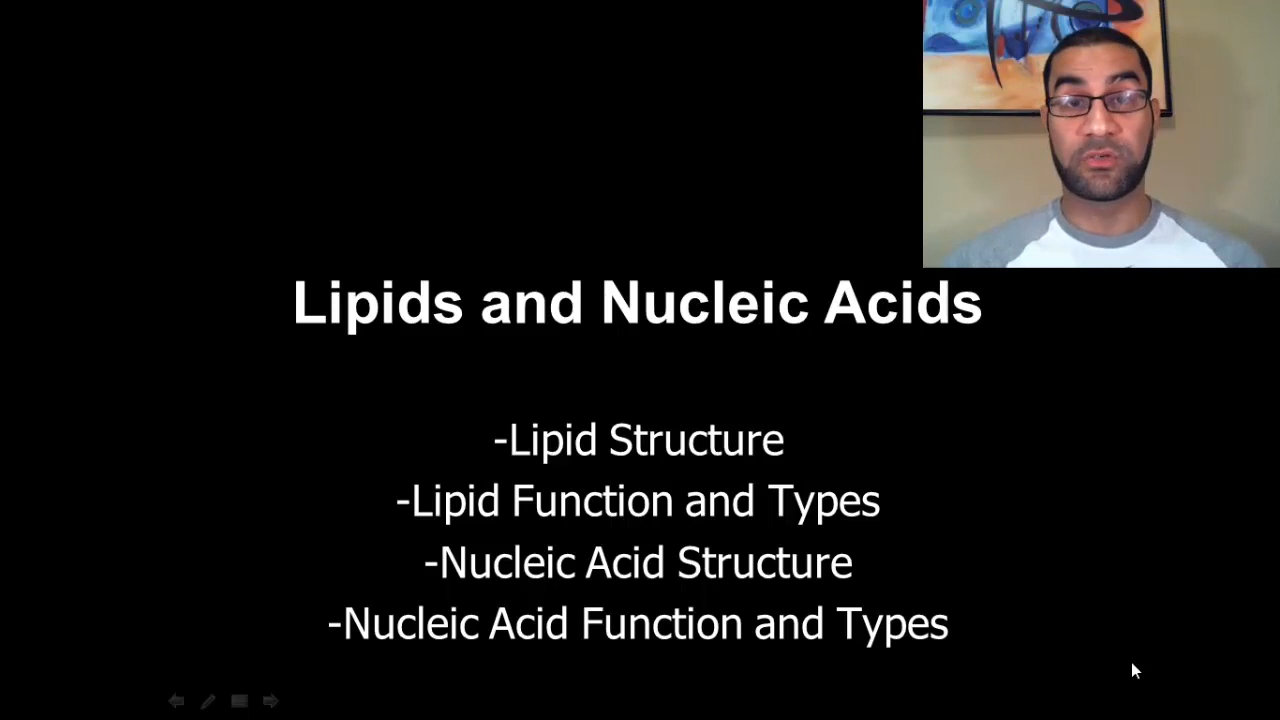 Lipids and Nucleic Acids
-Lipid Structure
-Lipid Function and Types
-Nucleic Acid Structure
-Nucleic Acid Function and Types